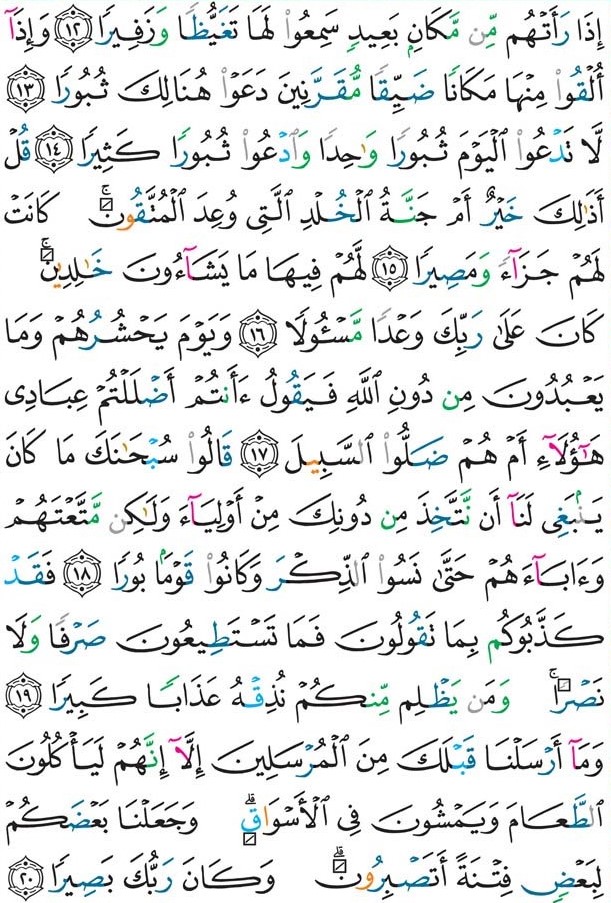 إِذَا رَأَتْهُم مِّن مَّكَانٍۭ بَعِيدٍ سَمِعُوا۟ لَهَا تَغَيُّظًا وَزَفِيرًا ١٢ وَإِذَآ
أُلْقُوا۟ مِنْهَا مَكَانًا ضَيِّقًا مُّقَرَّنِينَ دَعَوْا۟ هُنَالِكَ ثُبُورًا ١٣
لَّا تَدْعُوا۟ ٱلْيَوْمَ ثُبُورًا وَٰحِدًا وَٱدْعُوا۟ ثُبُورًا كَثِيرًا ١٤ قُلْ
أَذَٰلِكَ خَيْرٌ أَمْ جَنَّةُ ٱلْخُلْدِ ٱلَّتِى وُعِدَ ٱلْمُتَّقُونَ ۚ كَانَتْ
لَهُمْ جَزَآءً وَمَصِيرًا ١٥ لَّهُمْ فِيهَا مَا يَشَآءُونَ خَٰلِدِينَ ۚ
كَانَ عَلَىٰ رَبِّكَ وَعْدًا مَّسْـُٔولًا ١٦ وَيَوْمَ يَحْشُرُهُمْ وَمَا
يَعْبُدُونَ مِن دُونِ ٱللَّهِ فَيَقُولُ ءَأَنتُمْ أَضْلَلْتُمْ عِبَادِى
هَٰٓؤُلَآءِ أَمْ هُمْ ضَلُّوا۟ ٱلسَّبِيلَ ١٧ قَالُوا۟ سُبْحَٰنَكَ مَا كَانَ
يَنۢبَغِى لَنَآ أَن نَّتَّخِذَ مِن دُونِكَ مِنْ أَوْلِيَآءَ وَلَٰكِن مَّتَّعْتَهُمْ
وَءَابَآءَهُمْ حَتَّىٰ نَسُوا۟ ٱلذِّكْرَ وَكَانُوا۟ قَوْمًۢا بُورًا ١٨ فَقَدْ
كَذَّبُوكُم بِمَا تَقُولُونَ فَمَا تَسْتَطِيعُونَ صَرْفًا وَلَا
نَصْرًا ۚ وَمَن يَظْلِم مِّنكُمْ نُذِقْهُ عَذَابًا كَبِيرًا ١٩
وَمَآ أَرْسَلْنَا قَبْلَكَ مِنَ ٱلْمُرْسَلِينَ إِلَّآ إِنَّهُمْ لَيَأْكُلُونَ
ٱلطَّعَامَ وَيَمْشُونَ فِى ٱلْأَسْوَاقِ ۗ وَجَعَلْنَا بَعْضَكُمْ
لِبَعْضٍ فِتْنَةً أَتَصْبِرُونَ ۗ وَكَانَ رَبُّكَ بَصِيرًا ٢٠